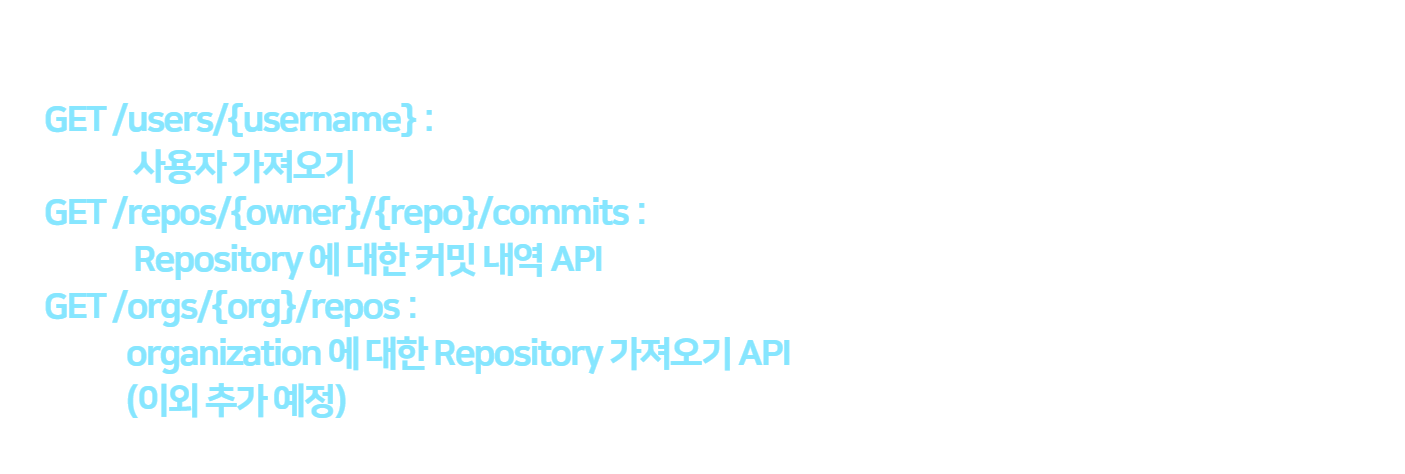 GET /users/{username} :
사용자 가져오기
GET /repos/{owner}/{repo}/commits :
Repository 에 대한 커밋 내역 API
GET /orgs/{org}/repos :
organization 에 대한 Repository 가져오기 API
(이외 추가 예정)